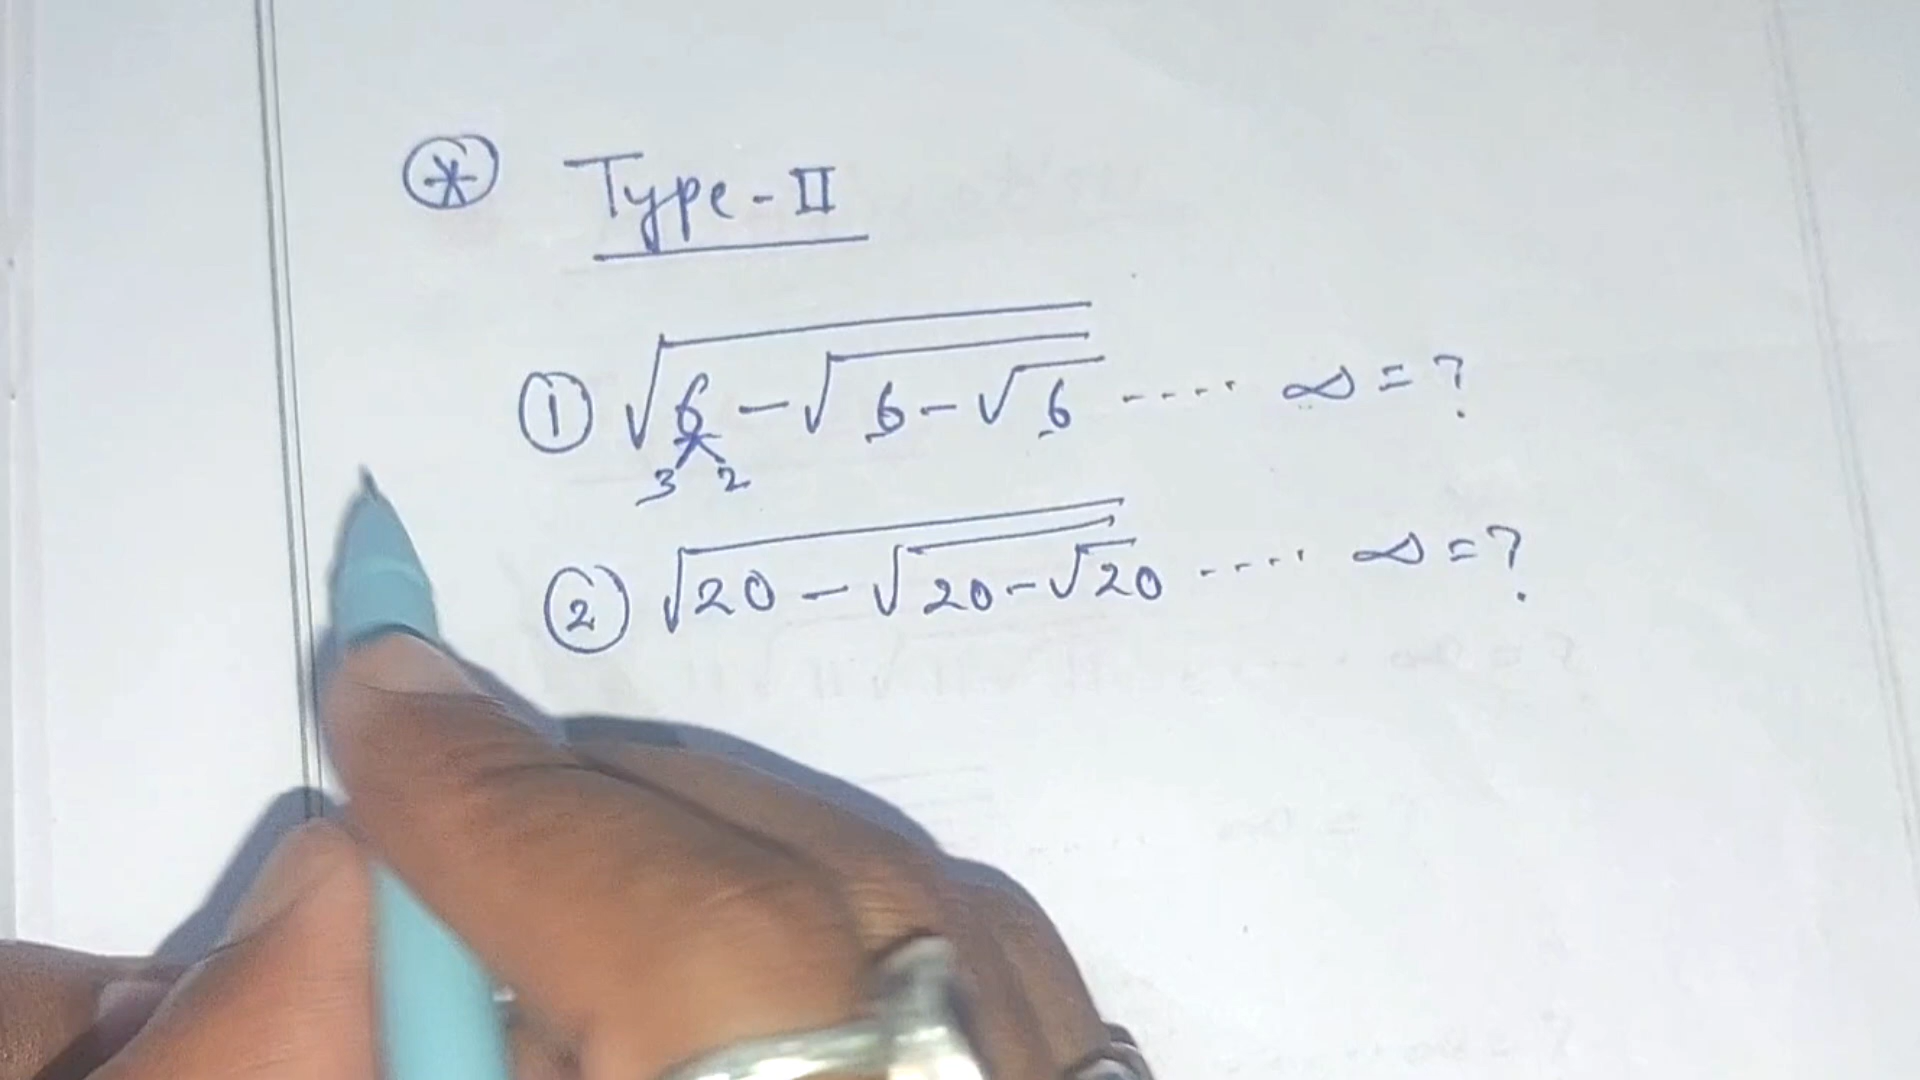 * Type-II
① √6-√6-√6 .... ∞ = ?
3 2
② √20-√20-√20 .... ∞ = ?